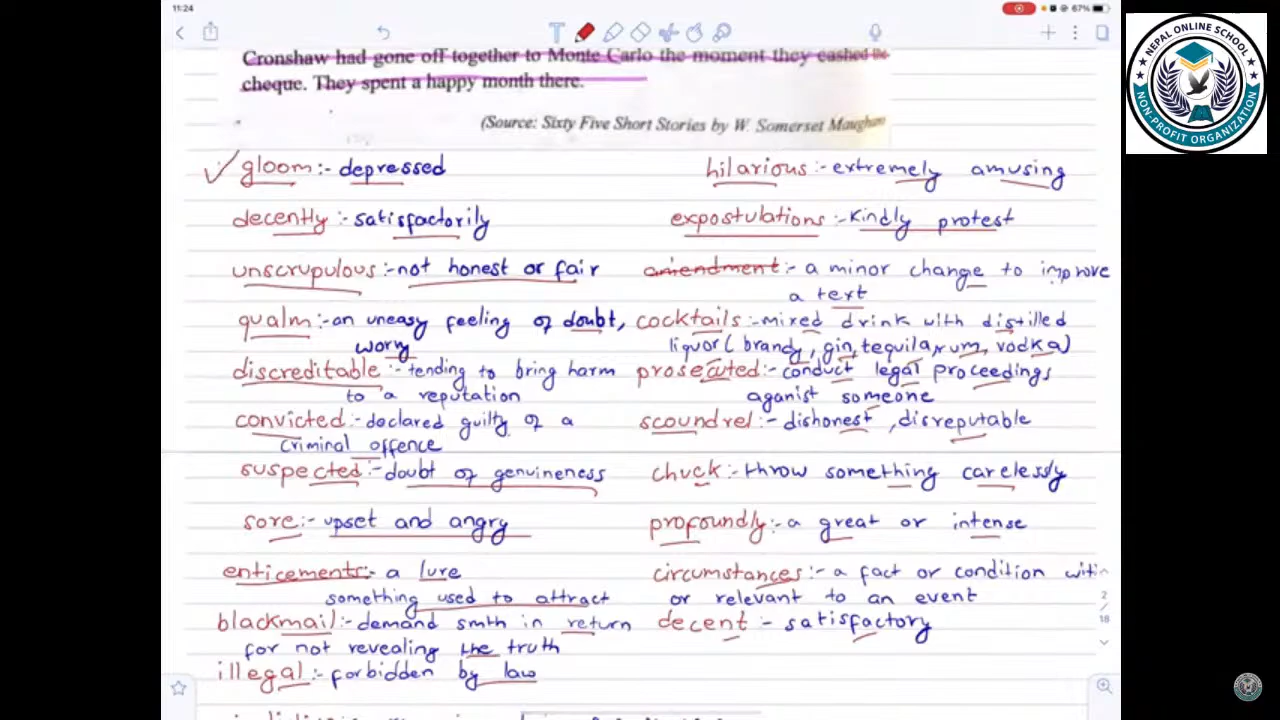 11:24
67%
Cronshaw had gone off together to Monte Carlo the moment they cashed the
cheque. They spent a happy month there.
(Source: Sixty Five Short Stories by W. Somerset Maugham
gloom :- depressed
decently :- satisfactorily
unscrupulous :- not honest or fair
qualm :- an uneasy feeling of doubt,
worry
discreditable :- tending to bring harm
to a reputation
convicted :- declared guilty of a
criminal offence
suspected :- doubt of genuineness
sore :- upset and angry
enticements :- a lure
something used to attract
blackmail :- demand smth in return
for not revealing the truth
illegal :- forbidden by law
hilarious :- extremely amusing
expostulations :- kindly protest
amendment :- a minor change to improve
a text
cocktails :- mixed drink with distilled
liquor( brandy, gin, tequila, rum, vodka)
prosecuted :- conduct legal proceedings
aganist someone
scoundrel :- dishonest , disreputable
chuck :- throw something carelessly
profoundly :- a great or intense
circumstances :- a fact or condition with
or relevant to an event
decent :- satisfactory
2
/
18
NEPAL ONLINE SCHOOL
NON-PROFIT ORGANIZATION